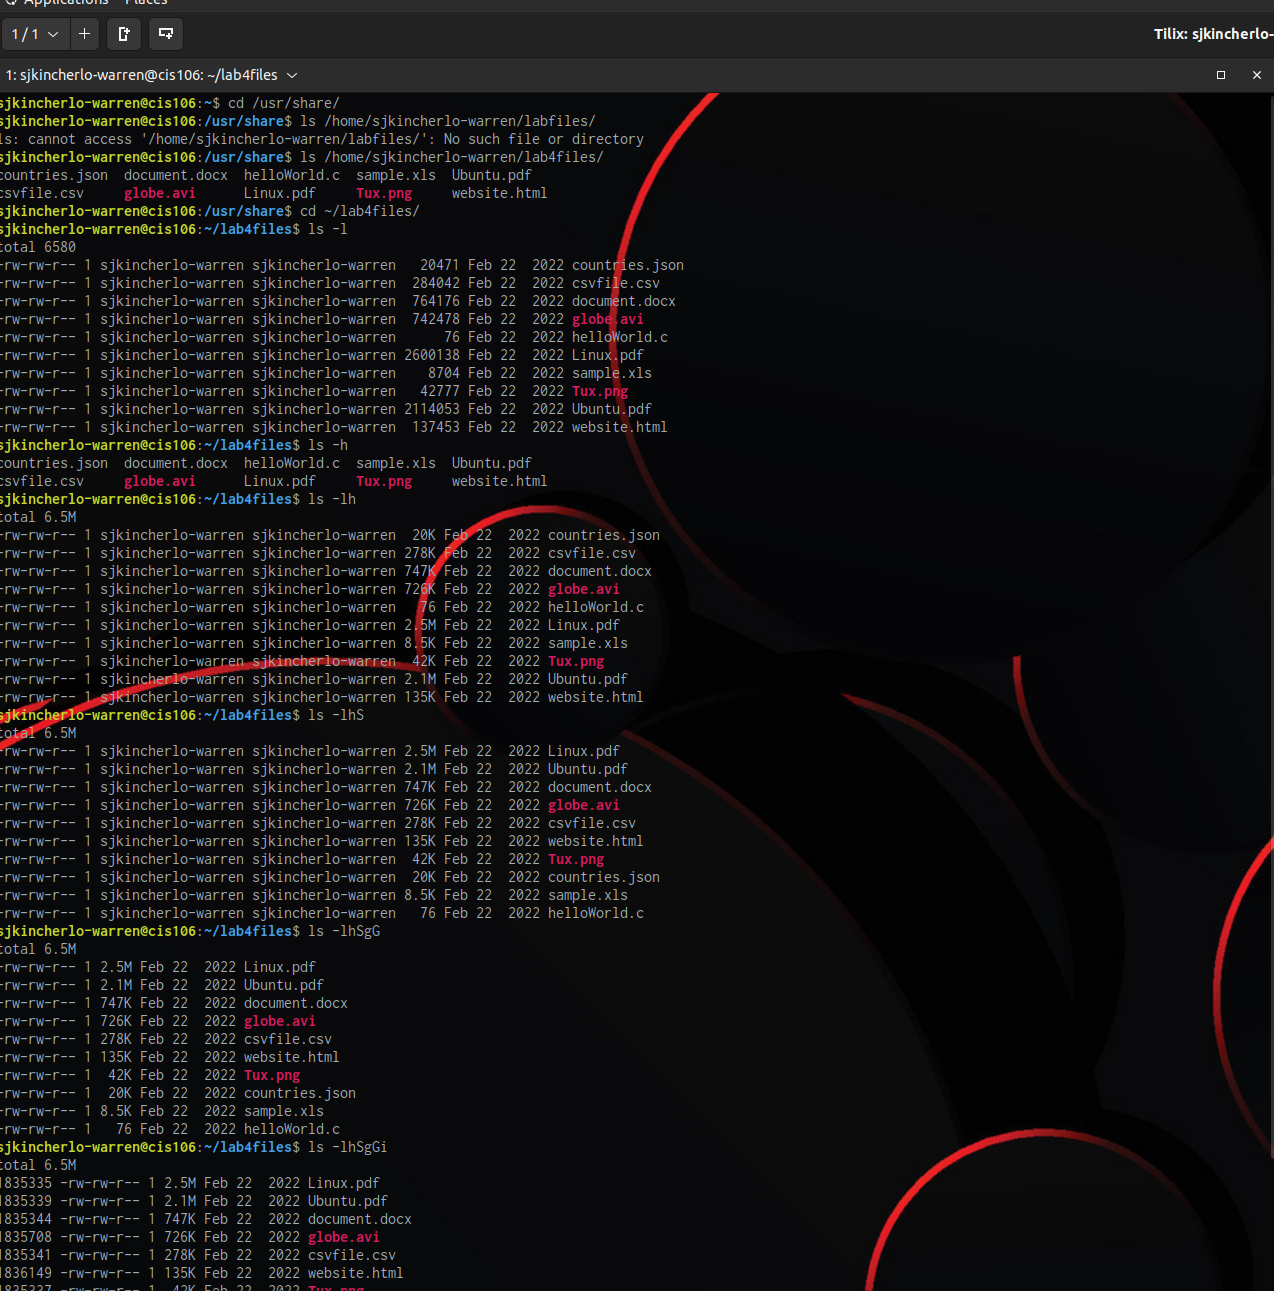 Applications Places
1 / 1
Tilix: sjkincherlo-
1: sjkincherlo-warren@cis106: ~/lab4files
sjkincherlo-warren@cis106:~$ cd /usr/share/
sjkincherlo-warren@cis106:/usr/share$ ls /home/sjkincherlo-warren/labfiles/
ls: cannot access '/home/sjkincherlo-warren/labfiles/': No such file or directory
sjkincherlo-warren@cis106:/usr/share$ ls /home/sjkincherlo-warren/lab4files/
countries.json  document.docx  helloWorld.c  sample.xls  Ubuntu.pdf
csvfile.csv     globe.avi      Linux.pdf     Tux.png     website.html
sjkincherlo-warren@cis106:/usr/share$ cd ~/lab4files/
sjkincherlo-warren@cis106:~/lab4files$ ls -l
total 6580
-rw-rw-r-- 1 sjkincherlo-warren sjkincherlo-warren   20471 Feb 22  2022 countries.json
-rw-rw-r-- 1 sjkincherlo-warren sjkincherlo-warren  284042 Feb 22  2022 csvfile.csv
-rw-rw-r-- 1 sjkincherlo-warren sjkincherlo-warren  764176 Feb 22  2022 document.docx
-rw-rw-r-- 1 sjkincherlo-warren sjkincherlo-warren  742478 Feb 22  2022 globe.avi
-rw-rw-r-- 1 sjkincherlo-warren sjkincherlo-warren      76 Feb 22  2022 helloWorld.c
-rw-rw-r-- 1 sjkincherlo-warren sjkincherlo-warren 2600138 Feb 22  2022 Linux.pdf
-rw-rw-r-- 1 sjkincherlo-warren sjkincherlo-warren    8704 Feb 22  2022 sample.xls
-rw-rw-r-- 1 sjkincherlo-warren sjkincherlo-warren   42777 Feb 22  2022 Tux.png
-rw-rw-r-- 1 sjkincherlo-warren sjkincherlo-warren 2114053 Feb 22  2022 Ubuntu.pdf
-rw-rw-r-- 1 sjkincherlo-warren sjkincherlo-warren  137453 Feb 22  2022 website.html
sjkincherlo-warren@cis106:~/lab4files$ ls -h
countries.json  document.docx  helloWorld.c  sample.xls  Ubuntu.pdf
csvfile.csv     globe.avi      Linux.pdf     Tux.png     website.html
sjkincherlo-warren@cis106:~/lab4files$ ls -lh
total 6.5M
-rw-rw-r-- 1 sjkincherlo-warren sjkincherlo-warren  20K Feb 22  2022 countries.json
-rw-rw-r-- 1 sjkincherlo-warren sjkincherlo-warren 278K Feb 22  2022 csvfile.csv
-rw-rw-r-- 1 sjkincherlo-warren sjkincherlo-warren 747K Feb 22  2022 document.docx
-rw-rw-r-- 1 sjkincherlo-warren sjkincherlo-warren 726K Feb 22  2022 globe.avi
-rw-rw-r-- 1 sjkincherlo-warren sjkincherlo-warren   76 Feb 22  2022 helloWorld.c
-rw-rw-r-- 1 sjkincherlo-warren sjkincherlo-warren 2.5M Feb 22  2022 Linux.pdf
-rw-rw-r-- 1 sjkincherlo-warren sjkincherlo-warren 8.5K Feb 22  2022 sample.xls
-rw-rw-r-- 1 sjkincherlo-warren sjkincherlo-warren  42K Feb 22  2022 Tux.png
-rw-rw-r-- 1 sjkincherlo-warren sjkincherlo-warren 2.1M Feb 22  2022 Ubuntu.pdf
-rw-rw-r-- 1 sjkincherlo-warren sjkincherlo-warren 135K Feb 22  2022 website.html
sjkincherlo-warren@cis106:~/lab4files$ ls -lhS
total 6.5M
-rw-rw-r-- 1 sjkincherlo-warren sjkincherlo-warren 2.5M Feb 22  2022 Linux.pdf
-rw-rw-r-- 1 sjkincherlo-warren sjkincherlo-warren 2.1M Feb 22  2022 Ubuntu.pdf
-rw-rw-r-- 1 sjkincherlo-warren sjkincherlo-warren 747K Feb 22  2022 document.docx
-rw-rw-r-- 1 sjkincherlo-warren sjkincherlo-warren 726K Feb 22  2022 globe.avi
-rw-rw-r-- 1 sjkincherlo-warren sjkincherlo-warren 278K Feb 22  2022 csvfile.csv
-rw-rw-r-- 1 sjkincherlo-warren sjkincherlo-warren 135K Feb 22  2022 website.html
-rw-rw-r-- 1 sjkincherlo-warren sjkincherlo-warren  42K Feb 22  2022 Tux.png
-rw-rw-r-- 1 sjkincherlo-warren sjkincherlo-warren  20K Feb 22  2022 countries.json
-rw-rw-r-- 1 sjkincherlo-warren sjkincherlo-warren 8.5K Feb 22  2022 sample.xls
-rw-rw-r-- 1 sjkincherlo-warren sjkincherlo-warren   76 Feb 22  2022 helloWorld.c
sjkincherlo-warren@cis106:~/lab4files$ ls -lhSgG
total 6.5M
-rw-rw-r-- 1 2.5M Feb 22  2022 Linux.pdf
-rw-rw-r-- 1 2.1M Feb 22  2022 Ubuntu.pdf
-rw-rw-r-- 1 747K Feb 22  2022 document.docx
-rw-rw-r-- 1 726K Feb 22  2022 globe.avi
-rw-rw-r-- 1 278K Feb 22  2022 csvfile.csv
-rw-rw-r-- 1 135K Feb 22  2022 website.html
-rw-rw-r-- 1  42K Feb 22  2022 Tux.png
-rw-rw-r-- 1  20K Feb 22  2022 countries.json
-rw-rw-r-- 1 8.5K Feb 22  2022 sample.xls
-rw-rw-r-- 1   76 Feb 22  2022 helloWorld.c
sjkincherlo-warren@cis106:~/lab4files$ ls -lhSgGi
total 6.5M
1835335 -rw-rw-r-- 1 2.5M Feb 22  2022 Linux.pdf
1835339 -rw-rw-r-- 1 2.1M Feb 22  2022 Ubuntu.pdf
1835344 -rw-rw-r-- 1 747K Feb 22  2022 document.docx
1835708 -rw-rw-r-- 1 726K Feb 22  2022 globe.avi
1835341 -rw-rw-r-- 1 278K Feb 22  2022 csvfile.csv
1836149 -rw-rw-r-- 1 135K Feb 22  2022 website.html
1835337 -rw-rw-r-- 1  42K Feb 22  2022 Tux.png